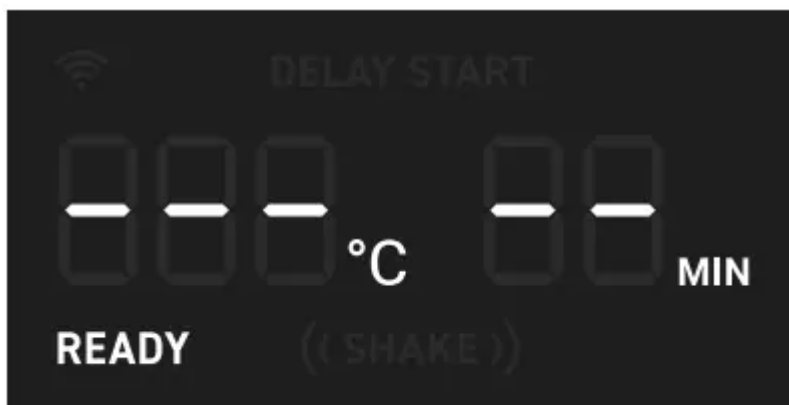 DELAY START
--- °C -- MIN
READY ((SHAKE))